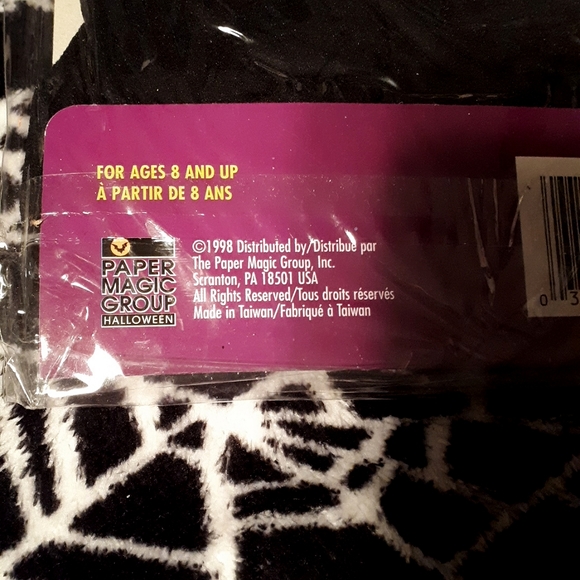 FOR AGES 8 AND UP
À PARTIR DE 8 ANS
PAPER
MAGIC
GROUP
HALLOWEEN
©1998 Distributed by/Distribué par
The Paper Magic Group, Inc.
Scranton, PA 18501 USA
All Rights Reserved/Tous droits réservés
Made in Taiwan/Fabriqué à Taiwan
0 3